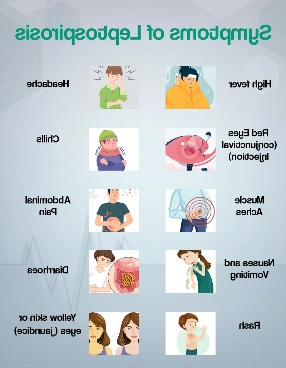 Symptoms of Leptospirosis
High fever
Headache
Red Eyes
(conjunctival
Injection)
Chills
Muscle
Aches
Abdominal
Pain
Nausea and
Vomiting
Diarrhoea
Rash
Yellow skin or
eyes (jaundice)